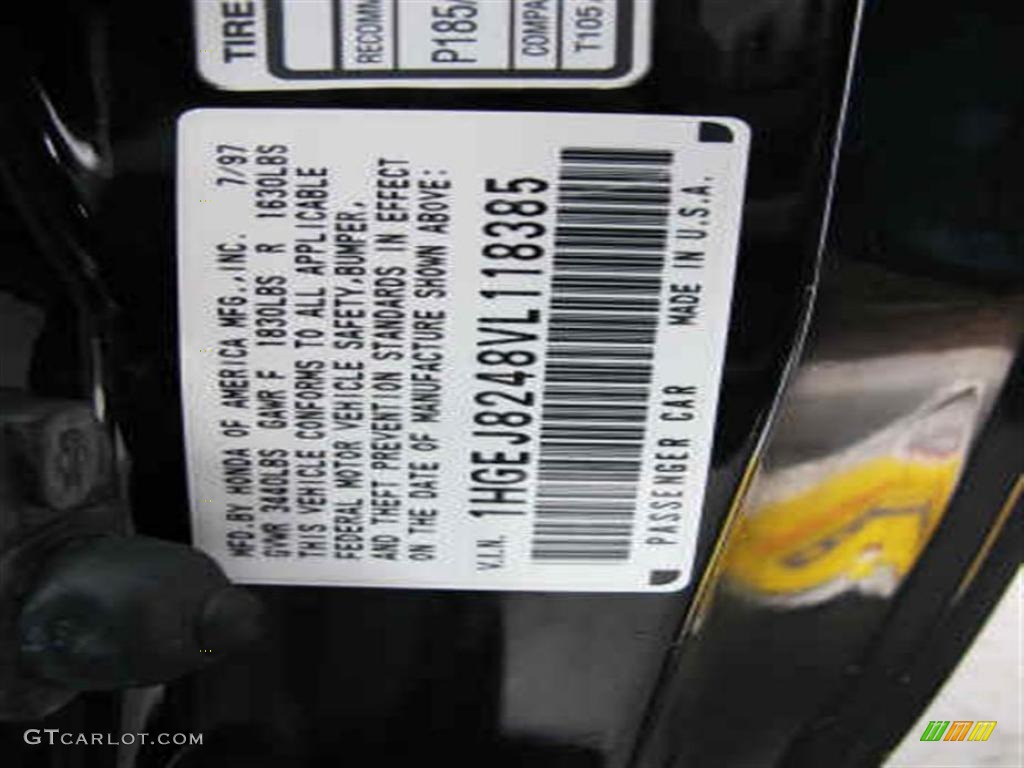 TIRE
RECOMM
P185/
COMPA
T105/
MFD.BY HONDA OF AMERICA MFG.,INC. 7/97
GVWR 3440LBS GAWR F 1830LBS R 1630LBS
THIS VEHICLE CONFORMS TO ALL APPLICABLE
FEDERAL MOTOR VEHICLE SAFETY,BUMPER,
AND THEFT PREVENTION STANDARDS IN EFFECT
ON THE DATE OF MANUFACTURE SHOWN ABOVE:
V.I.N. 1HGEJ8248VL118385
PASSENGER CAR MADE IN U.S.A.
GTCARLOT.COM